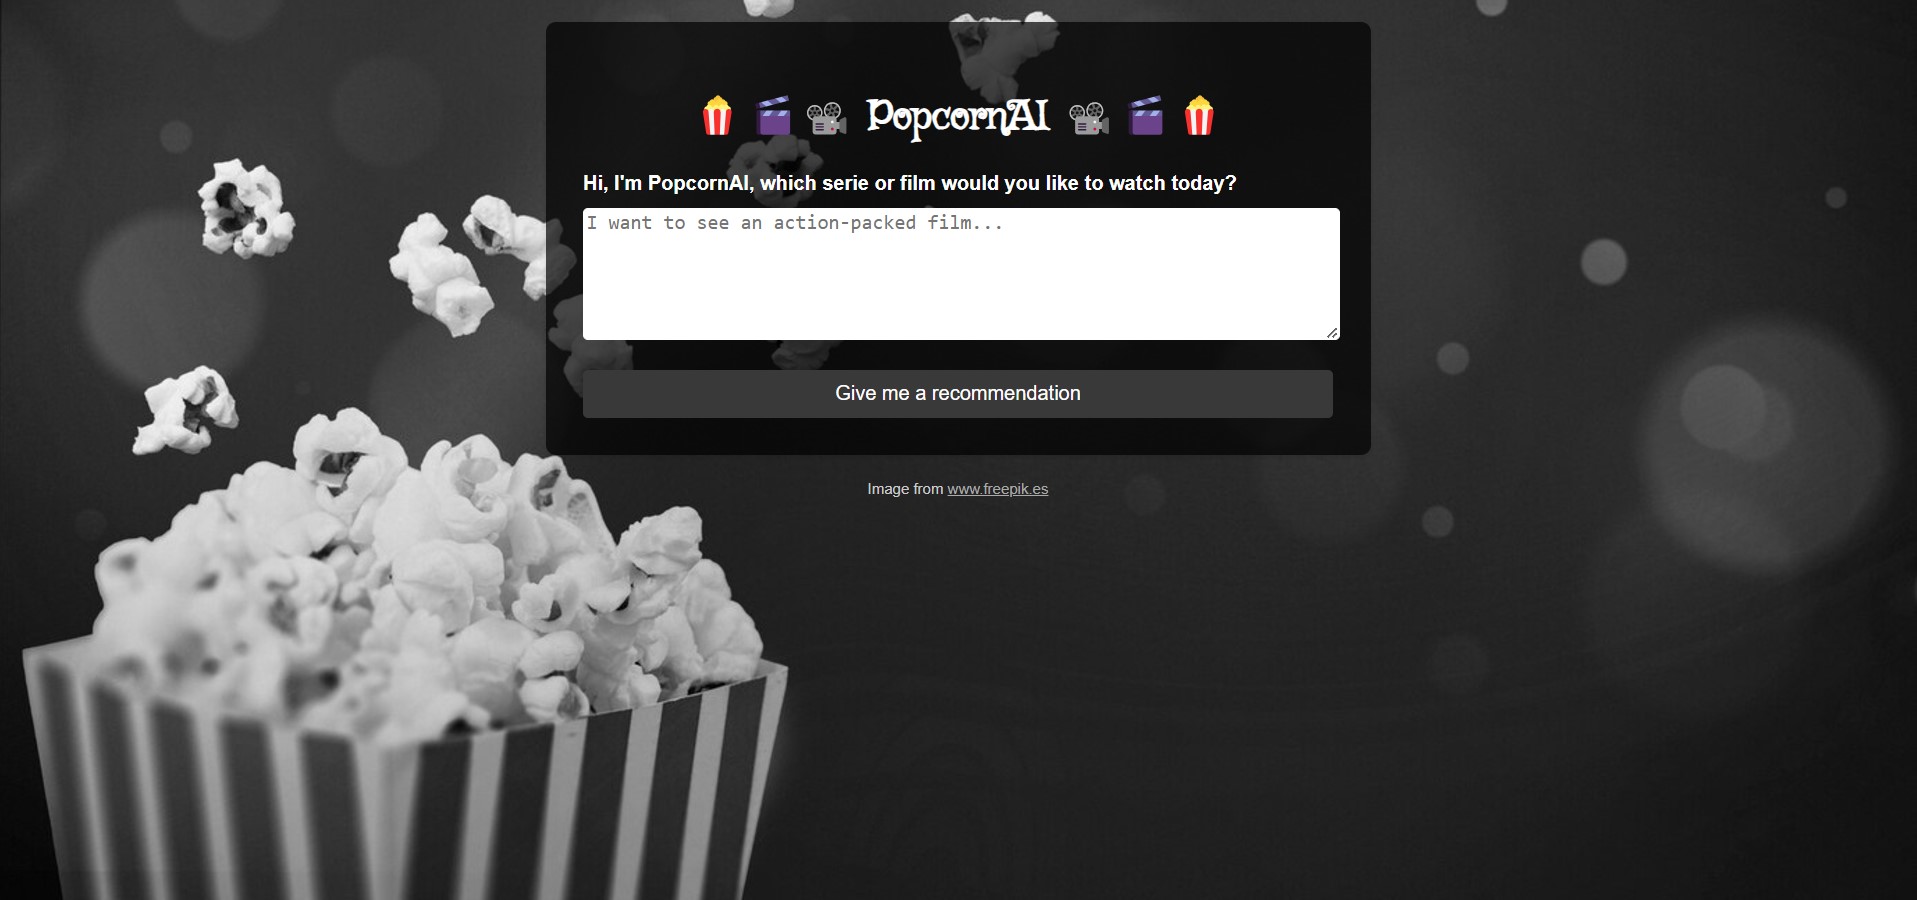 PopcornAI
Hi, I'm PopcornAI, which serie or film would you like to watch today?
I want to see an action-packed film...
Give me a recommendation
Image from www.freepik.es